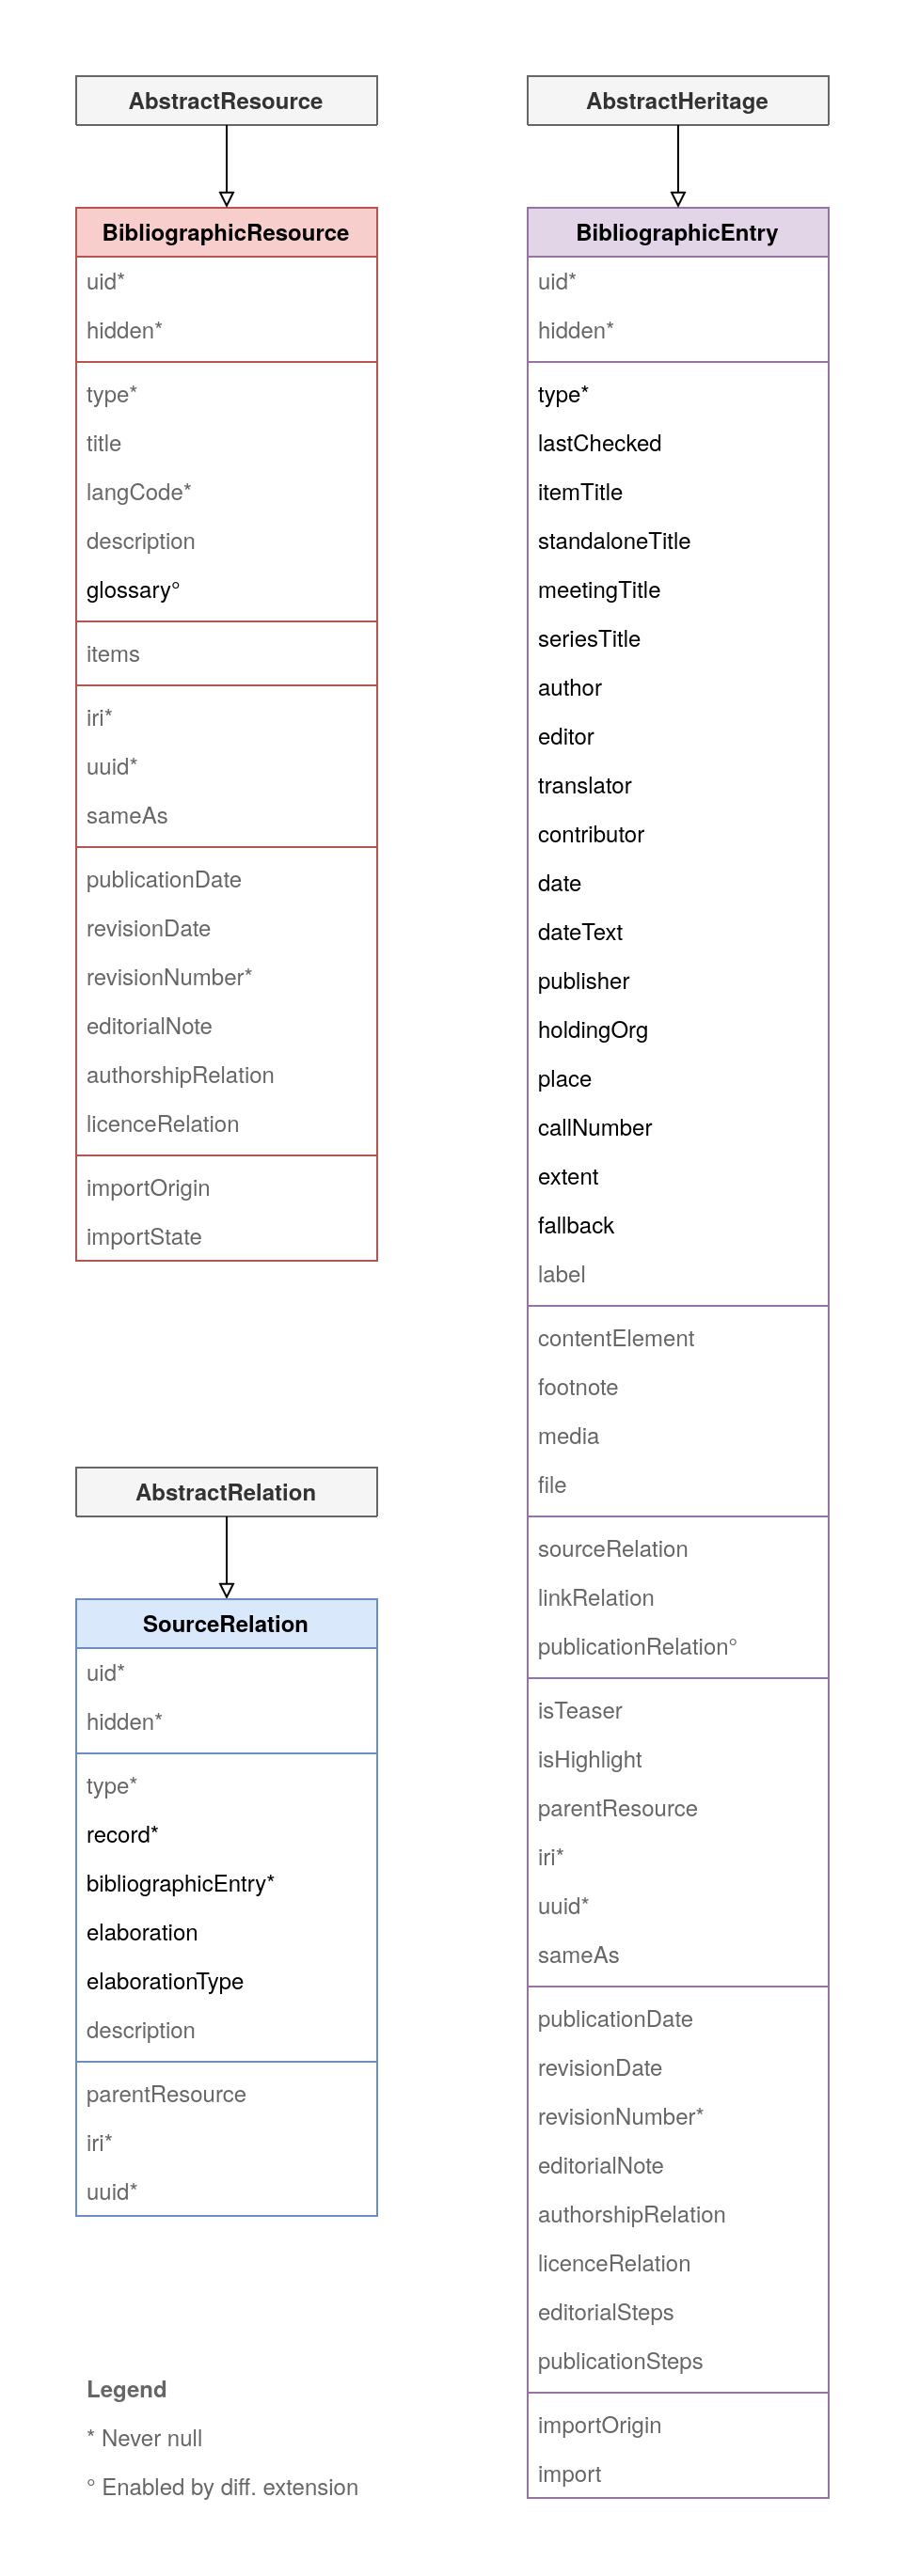 AbstractResource
BibliographicResource
uid*
hidden*
type*
title
langCode*
description
glossary°
items
iri*
uuid*
sameAs
publicationDate
revisionDate
revisionNumber*
editorialNote
authorshipRelation
licenceRelation
importOrigin
importState
AbstractRelation
SourceRelation
uid*
hidden*
type*
record*
bibliographicEntry*
elaboration
elaborationType
description
parentResource
iri*
uuid*
Legend
* Never null
° Enabled by diff. extension
AbstractHeritage
BibliographicEntry
uid*
hidden*
type*
lastChecked
itemTitle
standaloneTitle
meetingTitle
seriesTitle
author
editor
translator
contributor
date
dateText
publisher
holdingOrg
place
callNumber
extent
fallback
label
contentElement
footnote
media
file
sourceRelation
linkRelation
publicationRelation°
isTeaser
isHighlight
parentResource
iri*
uuid*
sameAs
publicationDate
revisionDate
revisionNumber*
editorialNote
authorshipRelation
licenceRelation
editorialSteps
publicationSteps
importOrigin
import